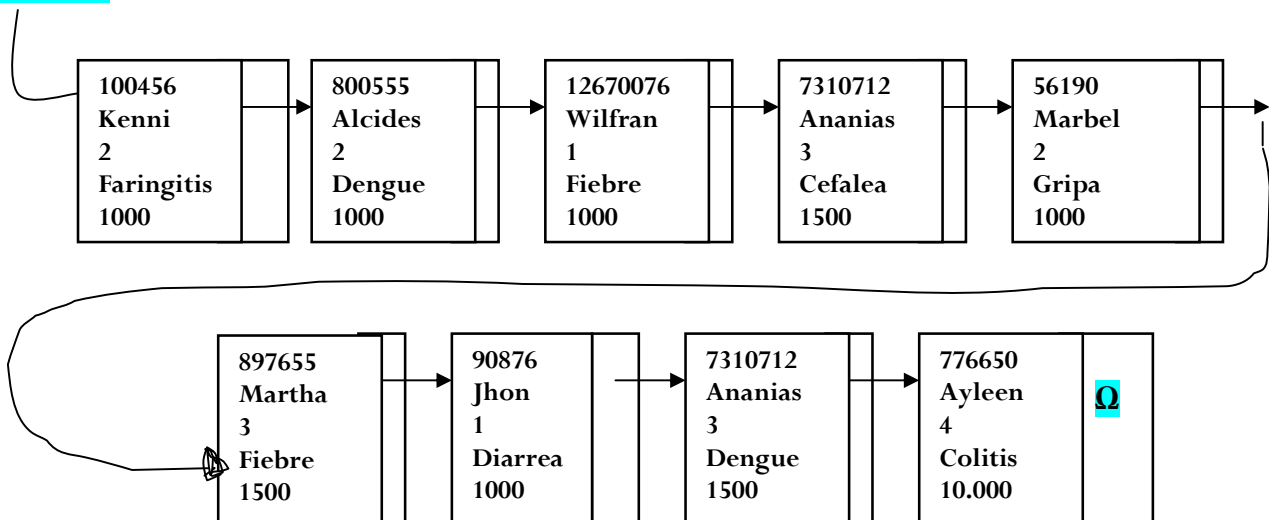 100456
Kenni
2
Faringitis
1000
800555
Alcides
2
Dengue
1000
12670076
Wilfran
1
Fiebre
1000
7310712
Ananias
3
Cefalea
1500
56190
Marbel
2
Gripa
1000
897655
Martha
3
Fiebre
1500
90876
Jhon
1
Diarrea
1000
7310712
Ananias
3
Dengue
1500
776650
Ayleen
4
Colitis
10.000
Ω